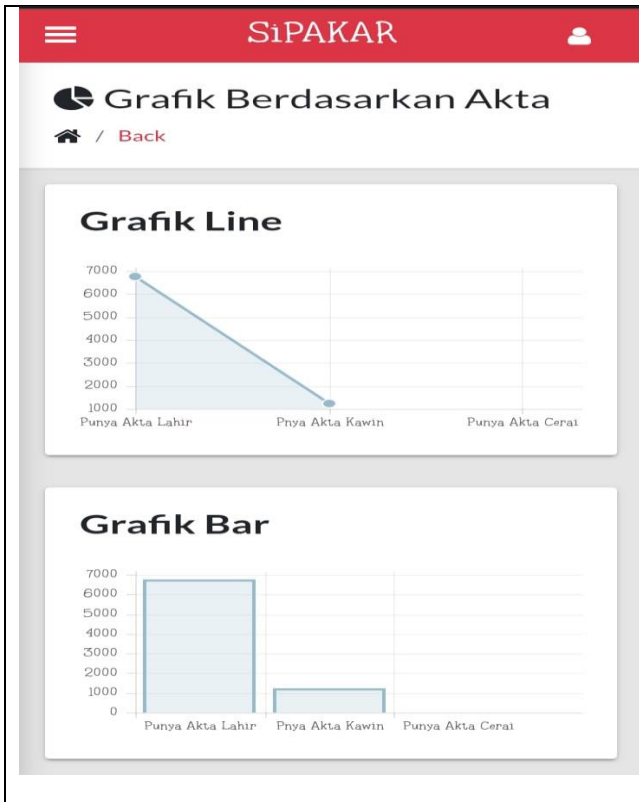 SiPAKAR
Grafik Berdasarkan Akta
/ Back
Grafik Line
7000
6000
5000
4000
3000
2000
1000
Punya Akta Lahir Pnya Akta Kawin Punya Akta Cerai
Grafik Bar
7000
6000
5000
4000
3000
2000
1000
0
Punya Akta Lahir Pnya Akta Kawin Punya Akta Cerai